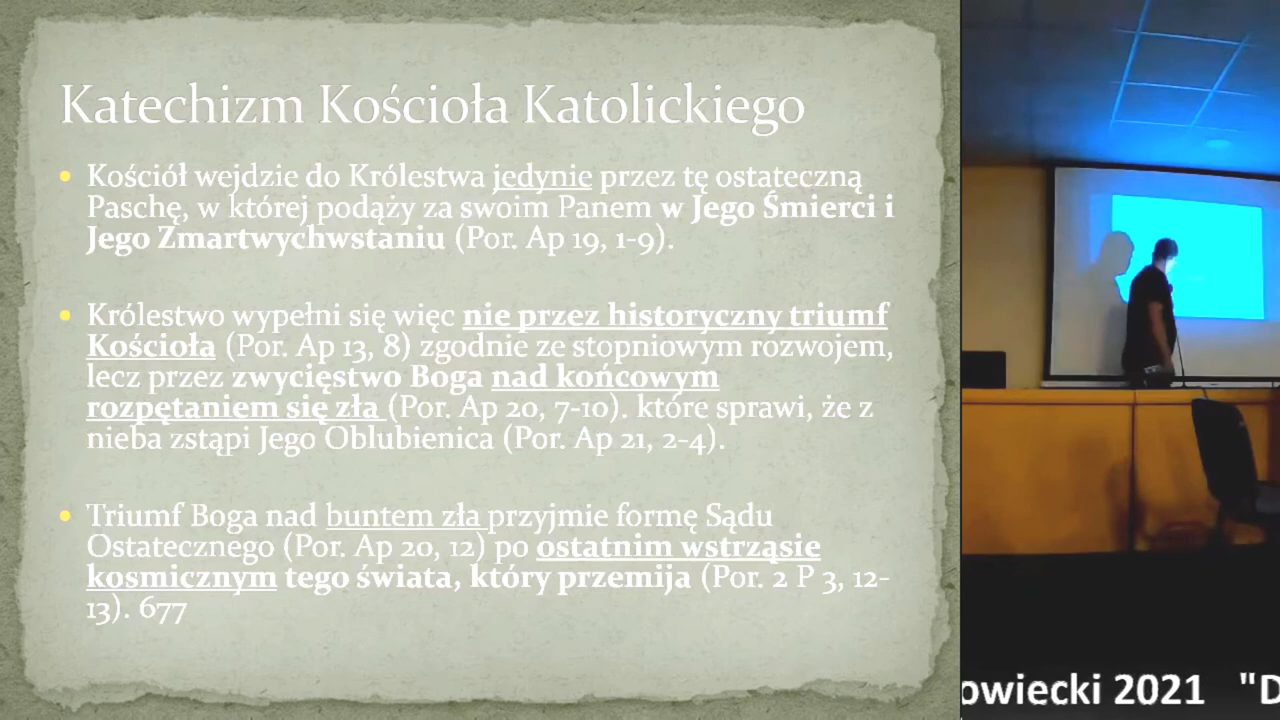 Katechizm Kościoła Katolickiego
• Kościół wejdzie do Królestwa jedynie przez tę ostateczną
Paschę, w której podąży za swoim Panem w Jego Śmierci i
Jego Zmartwychwstaniu (Por. Ap 19, 1-9).
• Królestwo wypełni się więc nie przez historyczny triumf
Kościoła (Por. Ap 13, 8) zgodnie ze stopniowym rozwojem,
lecz przez zwycięstwo Boga nad końcowym
rozpętaniem się zła (Por. Ap 20, 7-10). które sprawi, że z
nieba zstąpi Jego Oblubienica (Por. Ap 21, 2-4).
• Triumf Boga nad buntem zła przyjmie formę Sądu
Ostatecznego (Por. Ap 20, 12) po ostatnim wstrząsie
kosmicznym tego świata, który przemija (Por. 2 P 3, 12-
13). 677
owiecki 2021 "D